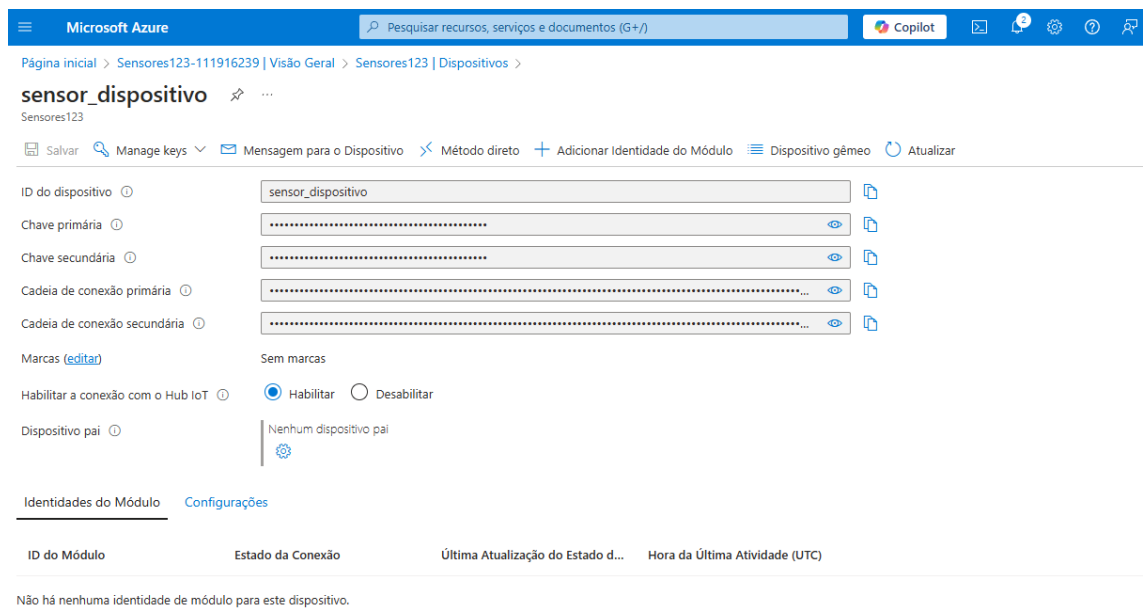 Microsoft Azure
Pesquisar recursos, serviços e documentos (G+/)
Copilot
2
Página inicial > Sensores123-111916239 | Visão Geral > Sensores123 | Dispositivos >
sensor_dispositivo
Sensores123
Salvar Manage keys Mensagem para o Dispositivo Método direto Adicionar Identidade do Módulo Dispositivo gêmeo Atualizar
ID do dispositivo sensor_dispositivo
Chave primária
Chave secundária
Cadeia de conexão primária
Cadeia de conexão secundária
Marcas (editar) Sem marcas
Habilitar a conexão com o Hub IoT Habilitar Desabilitar
Dispositivo pai Nenhum dispositivo pai
Identidades do Módulo Configurações
ID do Módulo Estado da Conexão Última Atualização do Estado d... Hora da Última Atividade (UTC)
Não há nenhuma identidade de módulo para este dispositivo.